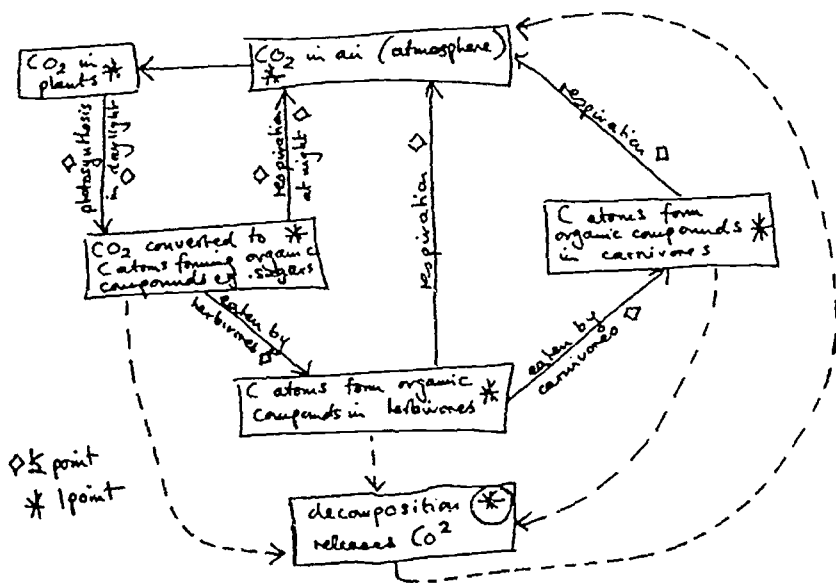 CO₂ in air (atmosphere)
*
CO₂ in
plants *
photosynthesis
in daylight
◇
◇
respiration
at night
◇
◇
respiration ◇
respiration ◇
CO₂ converted to *
C atoms forming organic
compounds eg .sugars
C atoms form
organic compounds *
in carnivores
eaten by
herbivores ◇
eaten by
carnivores ◇
C atoms form organic *
compounds in herbivores
◇ ½ point
* 1 point
decomposition *
releases Co²